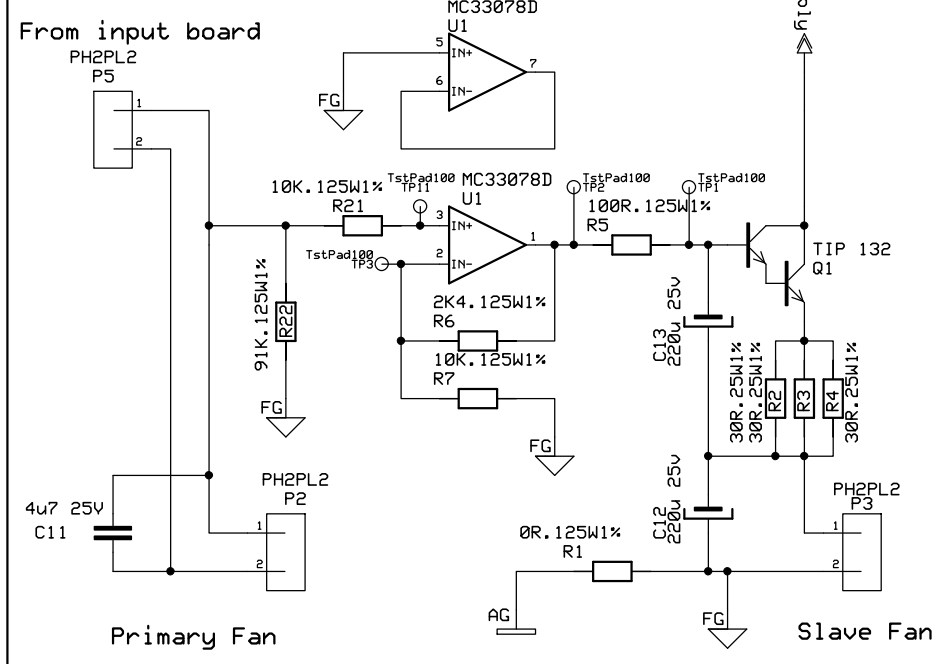 From input board
PH2PL2
P5
1
2
MC33078D
U1
5
IN+
6
IN-
7
FG
ply
10K.125W1%
R21
TstPad100
TP11
MC33078D
U1
3
IN+
2
IN-
1
TstPad100
TP3
TstPad100
TP2
TstPad100
TP1
100R.125W1%
R5
TIP 132
Q1
91K.125W1%
R22
FG
2K4.125W1%
R6
10K.125W1%
R7
FG
C13
220u 25v
30R.25W1%
30R.25W1%
R2
R3
R4
30R.25W1%
4u7 25V
C11
PH2PL2
P2
1
2
C12
220u 25v
0R.125W1%
R1
AG
FG
PH2PL2
P3
1
2
Primary Fan
Slave Fan